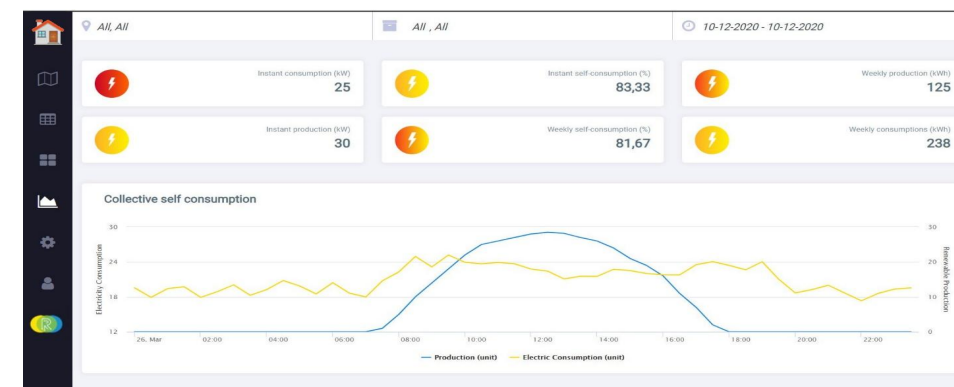 All, All
All , All
10-12-2020 - 10-12-2020
Instant consumption (kW)
25
Instant self-consumption (%)
83,33
Weekly production (kWh)
125
Instant production (kW)
30
Weekly self-consumption (%)
81,67
Weekly consumptions (kWh)
238
Collective self consumption
30
24
18
12
Electricity Consumption
30
20
10
0
Renewable Production
26. Mar
02:00
04:00
06:00
08:00
10:00
12:00
14:00
16:00
18:00
20:00
22:00
Production (unit)
Electric Consumption (unit)
R